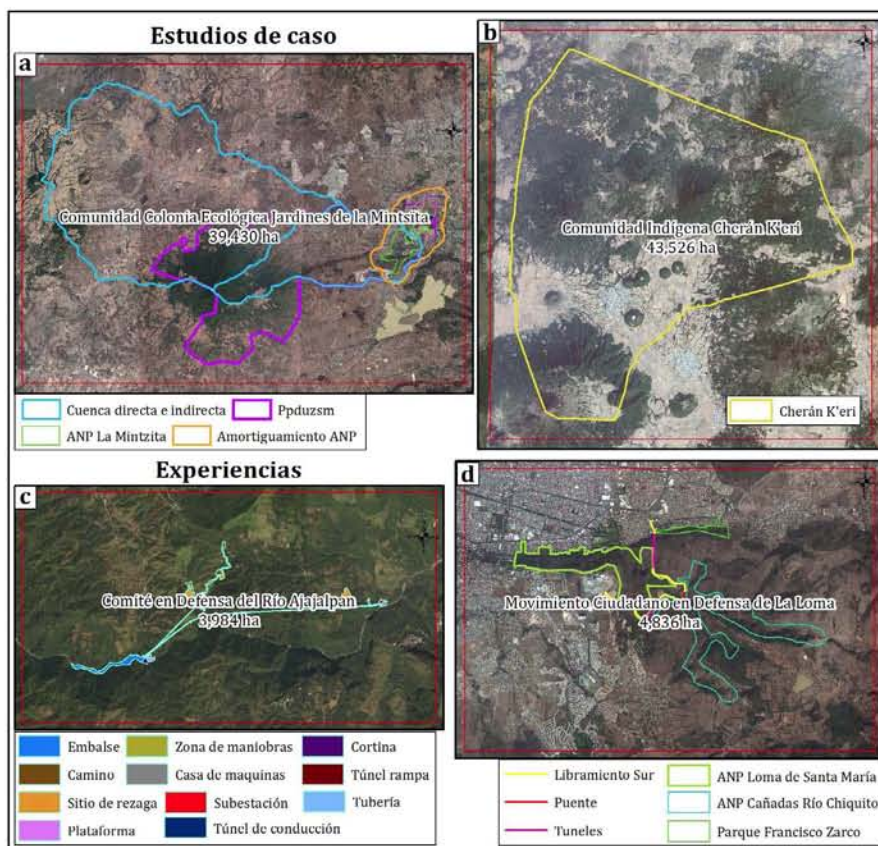 Estudios de caso
a
Comunidad Colonia Ecológica Jardines de la Mintsita
39,430 ha
Cuenca directa e indirecta
Ppduzsm
ANP La Mintzita
Amortiguamiento ANP
b
Comunidad Indígena Cherán K'eri
43,526 ha
Cherán K'eri
Experiencias
c
Comité en Defensa del Río Ajajalpan
3,984 ha
Embalse
Zona de maniobras
Cortina
Camino
Casa de maquinas
Túnel rampa
Sitio de rezaga
Subestación
Tubería
Plataforma
Túnel de conducción
d
Movimiento Ciudadano en Defensa de La Loma
4,836 ha
Libramiento Sur
ANP Loma de Santa María
Puente
ANP Cañadas Río Chiquito
Tuneles
Parque Francisco Zarco